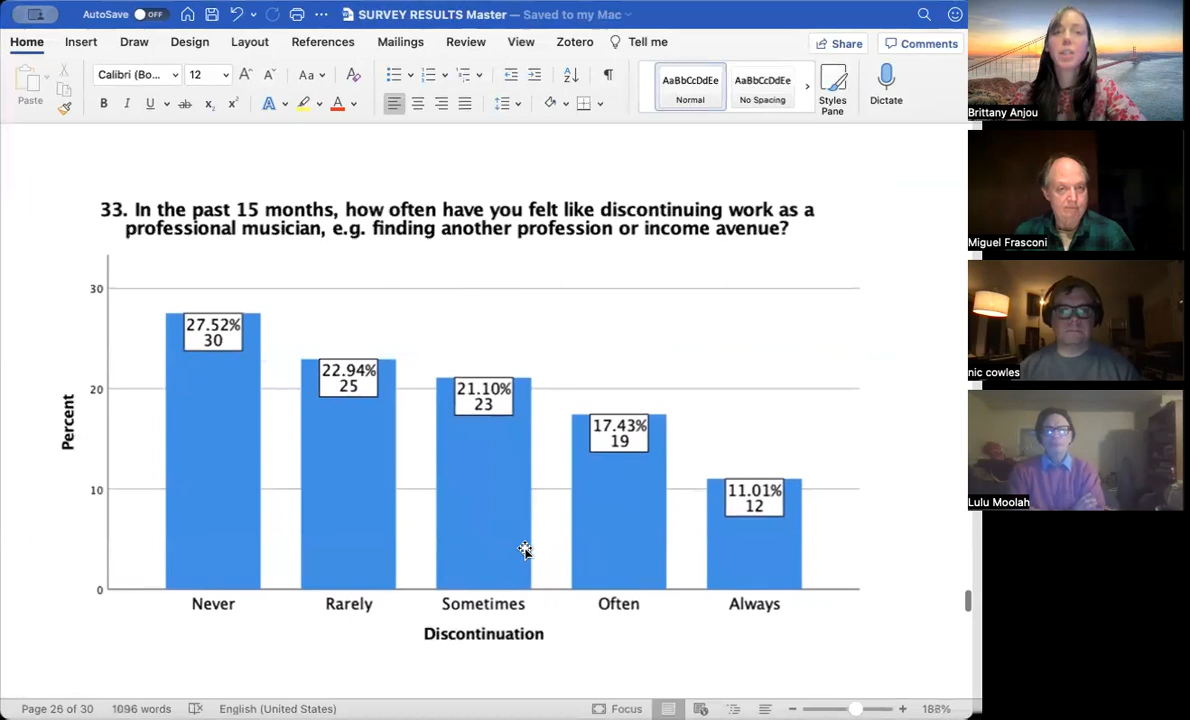 AutoSave OFF SURVEY RESULTS Master — Saved to my Mac
Home Insert Draw Design Layout References Mailings Review View Zotero Tell me Share Comments
Paste Calibri (Bo... 12 Aa AaBbCcDdEe AaBbCcDdEe
Normal No Spacing Styles Pane Dictate
Brittany Anjou
Miguel Frasconi
nic cowles
Lulu Moolah
33. In the past 15 months, how often have you felt like discontinuing work as a
professional musician, e.g. finding another profession or income avenue?
Percent
30
20
10
0
27.52%
30
22.94%
25
21.10%
23
17.43%
19
11.01%
12
Never Rarely Sometimes Often Always
Discontinuation
Page 26 of 30 1096 words English (United States) Focus 188%